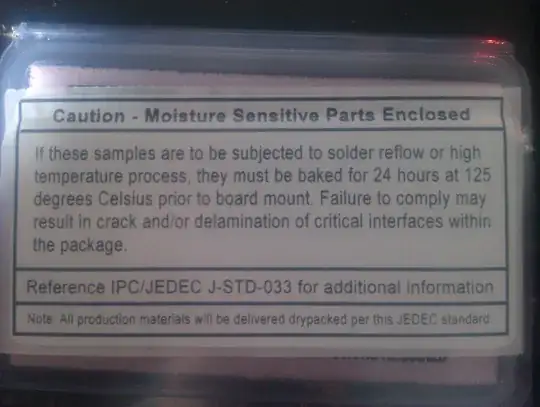 Caution - Moisture Sensitive Parts Enclosed
If these samples are to be subjected to solder reflow or high
temperature process, they must be baked for 24 hours at 125
degrees Celsius prior to board mount. Failure to comply may
result in crack and/or delamination of critical interfaces within
the package.
Reference IPC/JEDEC J-STD-033 for additional information
Note: All production materials will be delivered drypacked per this JEDEC standard.